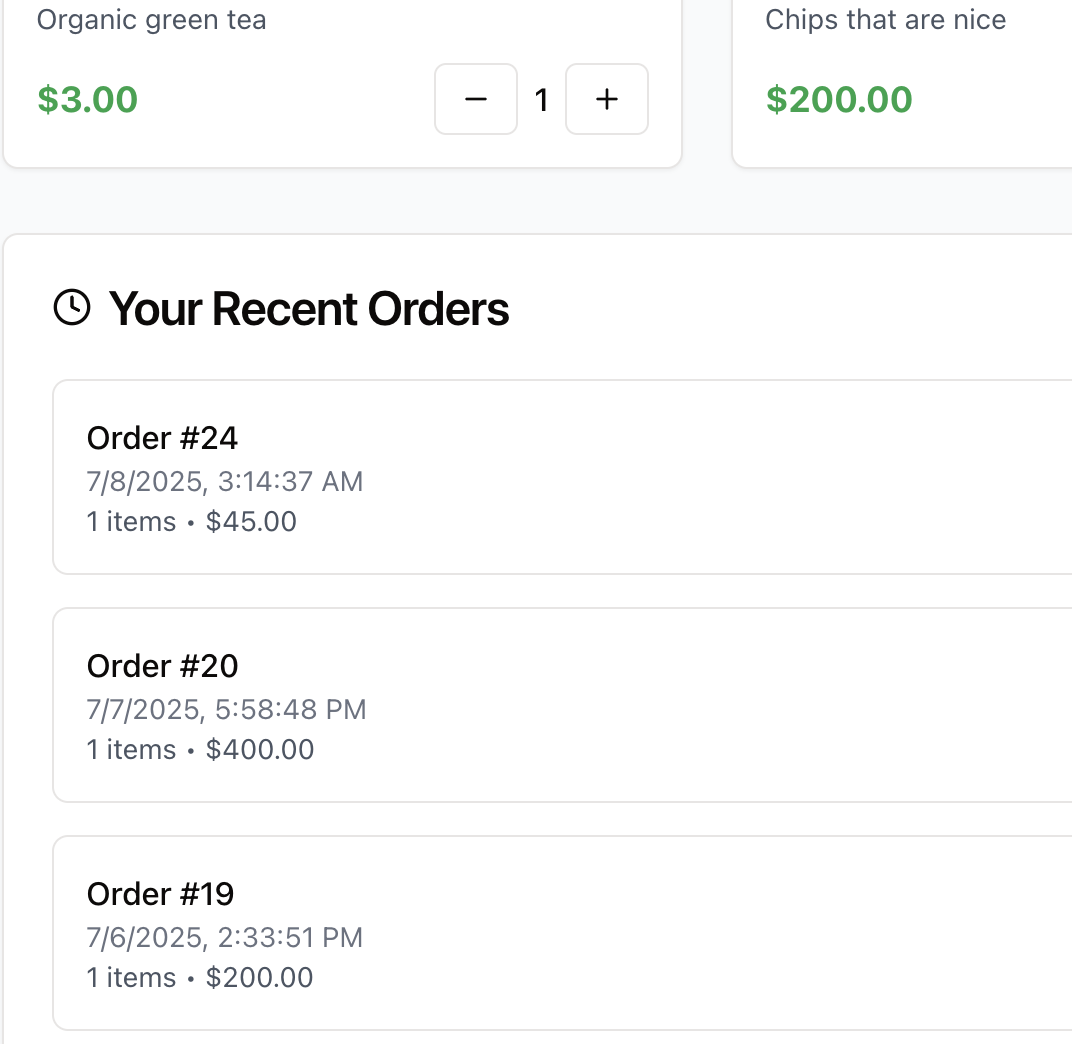 Organic green tea
Chips that are nice
$3.00
− 1 +
$200.00
Your Recent Orders
Order #24
7/8/2025, 3:14:37 AM
1 items • $45.00
Order #20
7/7/2025, 5:58:48 PM
1 items • $400.00
Order #19
7/6/2025, 2:33:51 PM
1 items • $200.00